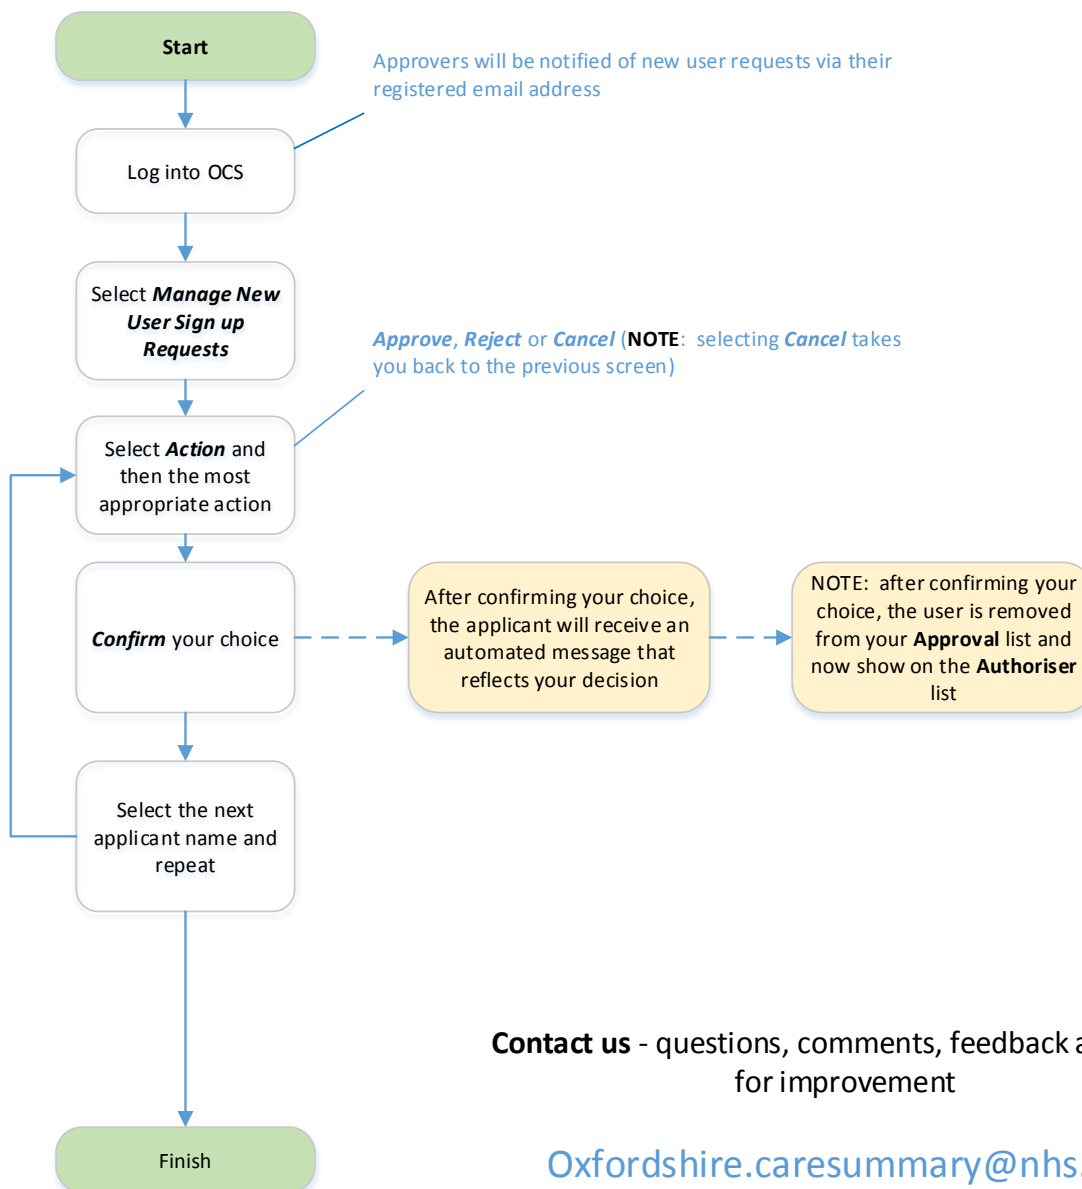 Start
Approvers will be notified of new user requests via their
registered email address
Log into OCS
Select Manage New
User Sign up
Requests
Approve, Reject or Cancel (NOTE:  selecting Cancel takes
you back to the previous screen)
Select Action and
then the most
appropriate action
Confirm your choice
After confirming your choice,
the applicant will receive an
automated message that
reflects your decision
NOTE:  after confirming your
choice, the user is removed
from your Approval list and
now show on the Authoriser
list
Select the next
applicant name and
repeat
Contact us - questions, comments, feedback
for improvement
Finish
Oxfordshire.caresummary@nhs.